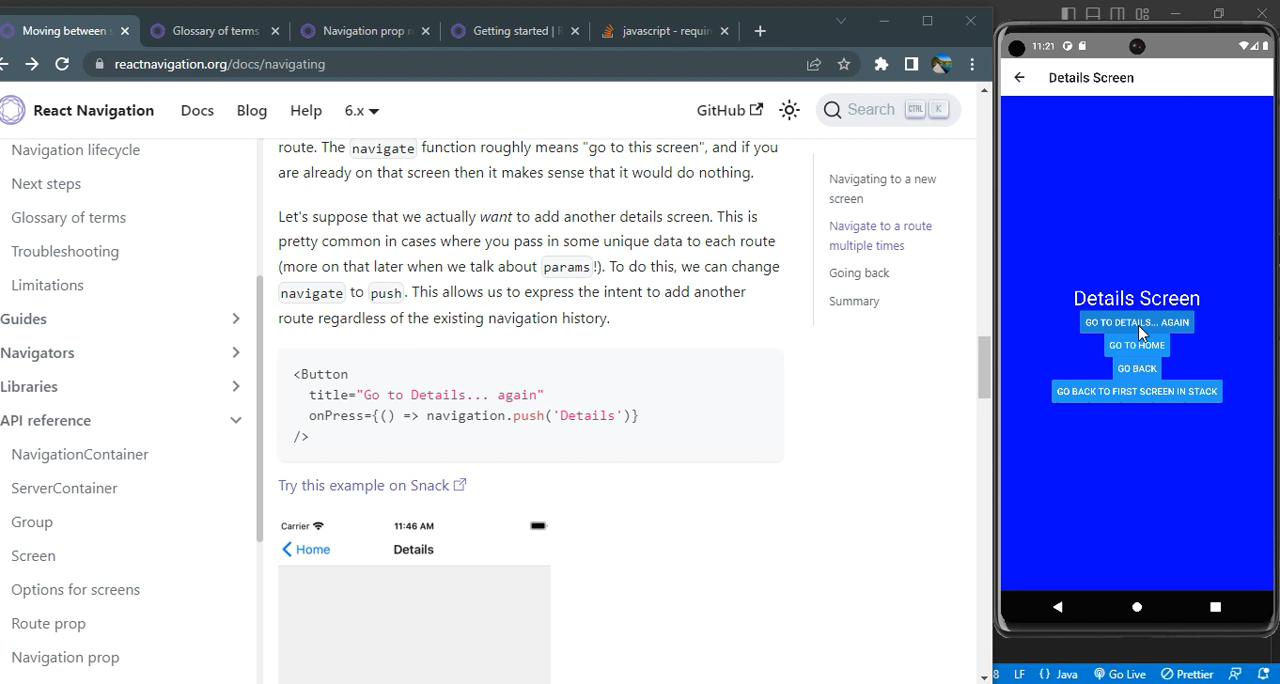 Moving between s
Glossary of terms
Navigation prop r
Getting started | R
javascript - requir
reactnavigation.org/docs/navigating
React Navigation
Docs
Blog
Help
6.x
GitHub
Search
CTRL
K
Navigation lifecycle
Next steps
Glossary of terms
Troubleshooting
Limitations
Guides
Navigators
Libraries
API reference
NavigationContainer
ServerContainer
Group
Screen
Options for screens
Route prop
Navigation prop
route. The navigate function roughly means "go to this screen", and if you
are already on that screen then it makes sense that it would do nothing.
Let's suppose that we actually want to add another details screen. This is
pretty common in cases where you pass in some unique data to each route
(more on that later when we talk about params!). To do this, we can change
navigate to push. This allows us to express the intent to add another
route regardless of the existing navigation history.
<Button
title="Go to Details... again"
onPress={() => navigation.push('Details')}
/>
Try this example on Snack
Carrier
11:46 AM
Home
Details
Navigating to a new
screen
Navigate to a route
multiple times
Going back
Summary
11:21
Details Screen
Details Screen
GO TO DETAILS... AGAIN
GO TO HOME
GO BACK
GO BACK TO FIRST SCREEN IN STACK
8
LF
{} Java
Go Live
Prettier